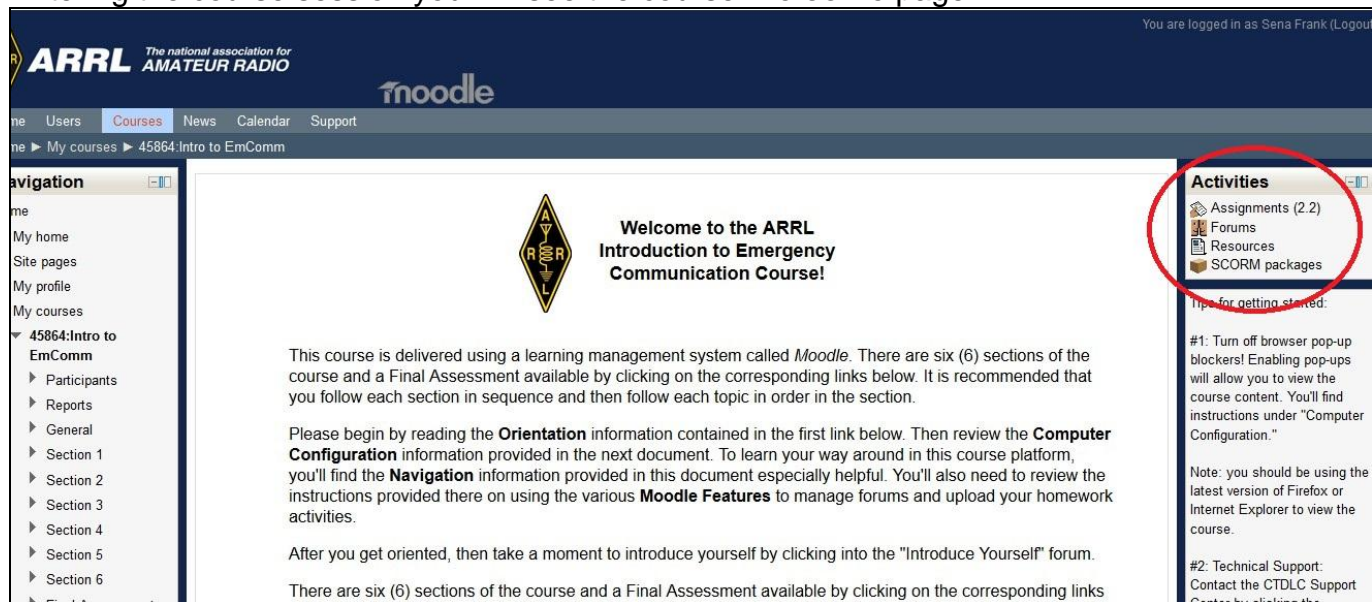 You are logged in as Sena Frank (Logout
ARRL The national association for
AMATEUR RADIO
moodle
Users Courses News Calendar Support
My courses ► 45864:Intro to EmComm
My home
Site pages
My profile
My courses
45864:Intro to
EmComm
Participants
Reports
General
Section 1
Section 2
Section 3
Section 4
Section 5
Section 6
A
R R
L
Welcome to the ARRL
Introduction to Emergency
Communication Course!
This course is delivered using a learning management system called Moodle. There are six (6) sections of the
course and a Final Assessment available by clicking on the corresponding links below. It is recommended that
you follow each section in sequence and then follow each topic in order in the section.
Please begin by reading the Orientation information contained in the first link below. Then review the Computer
Configuration information provided in the next document. To learn your way around in this course platform,
you'll find the Navigation information provided in this document especially helpful. You'll also need to review the
instructions provided there on using the various Moodle Features to manage forums and upload your homework
activities.
After you get oriented, then take a moment to introduce yourself by clicking into the "Introduce Yourself" forum.
There are six (6) sections of the course and a Final Assessment available by clicking on the corresponding links
Activities
Assignments (2.2)
Forums
Resources
SCORM packages
Tips for getting started:
#1: Turn off browser pop-up
blockers! Enabling pop-ups
will allow you to view the
course content. You'll find
instructions under "Computer
Configuration."
Note: you should be using the
latest version of Firefox or
Internet Explorer to view the
course.
#2: Technical Support:
Contact the CTDLC Support